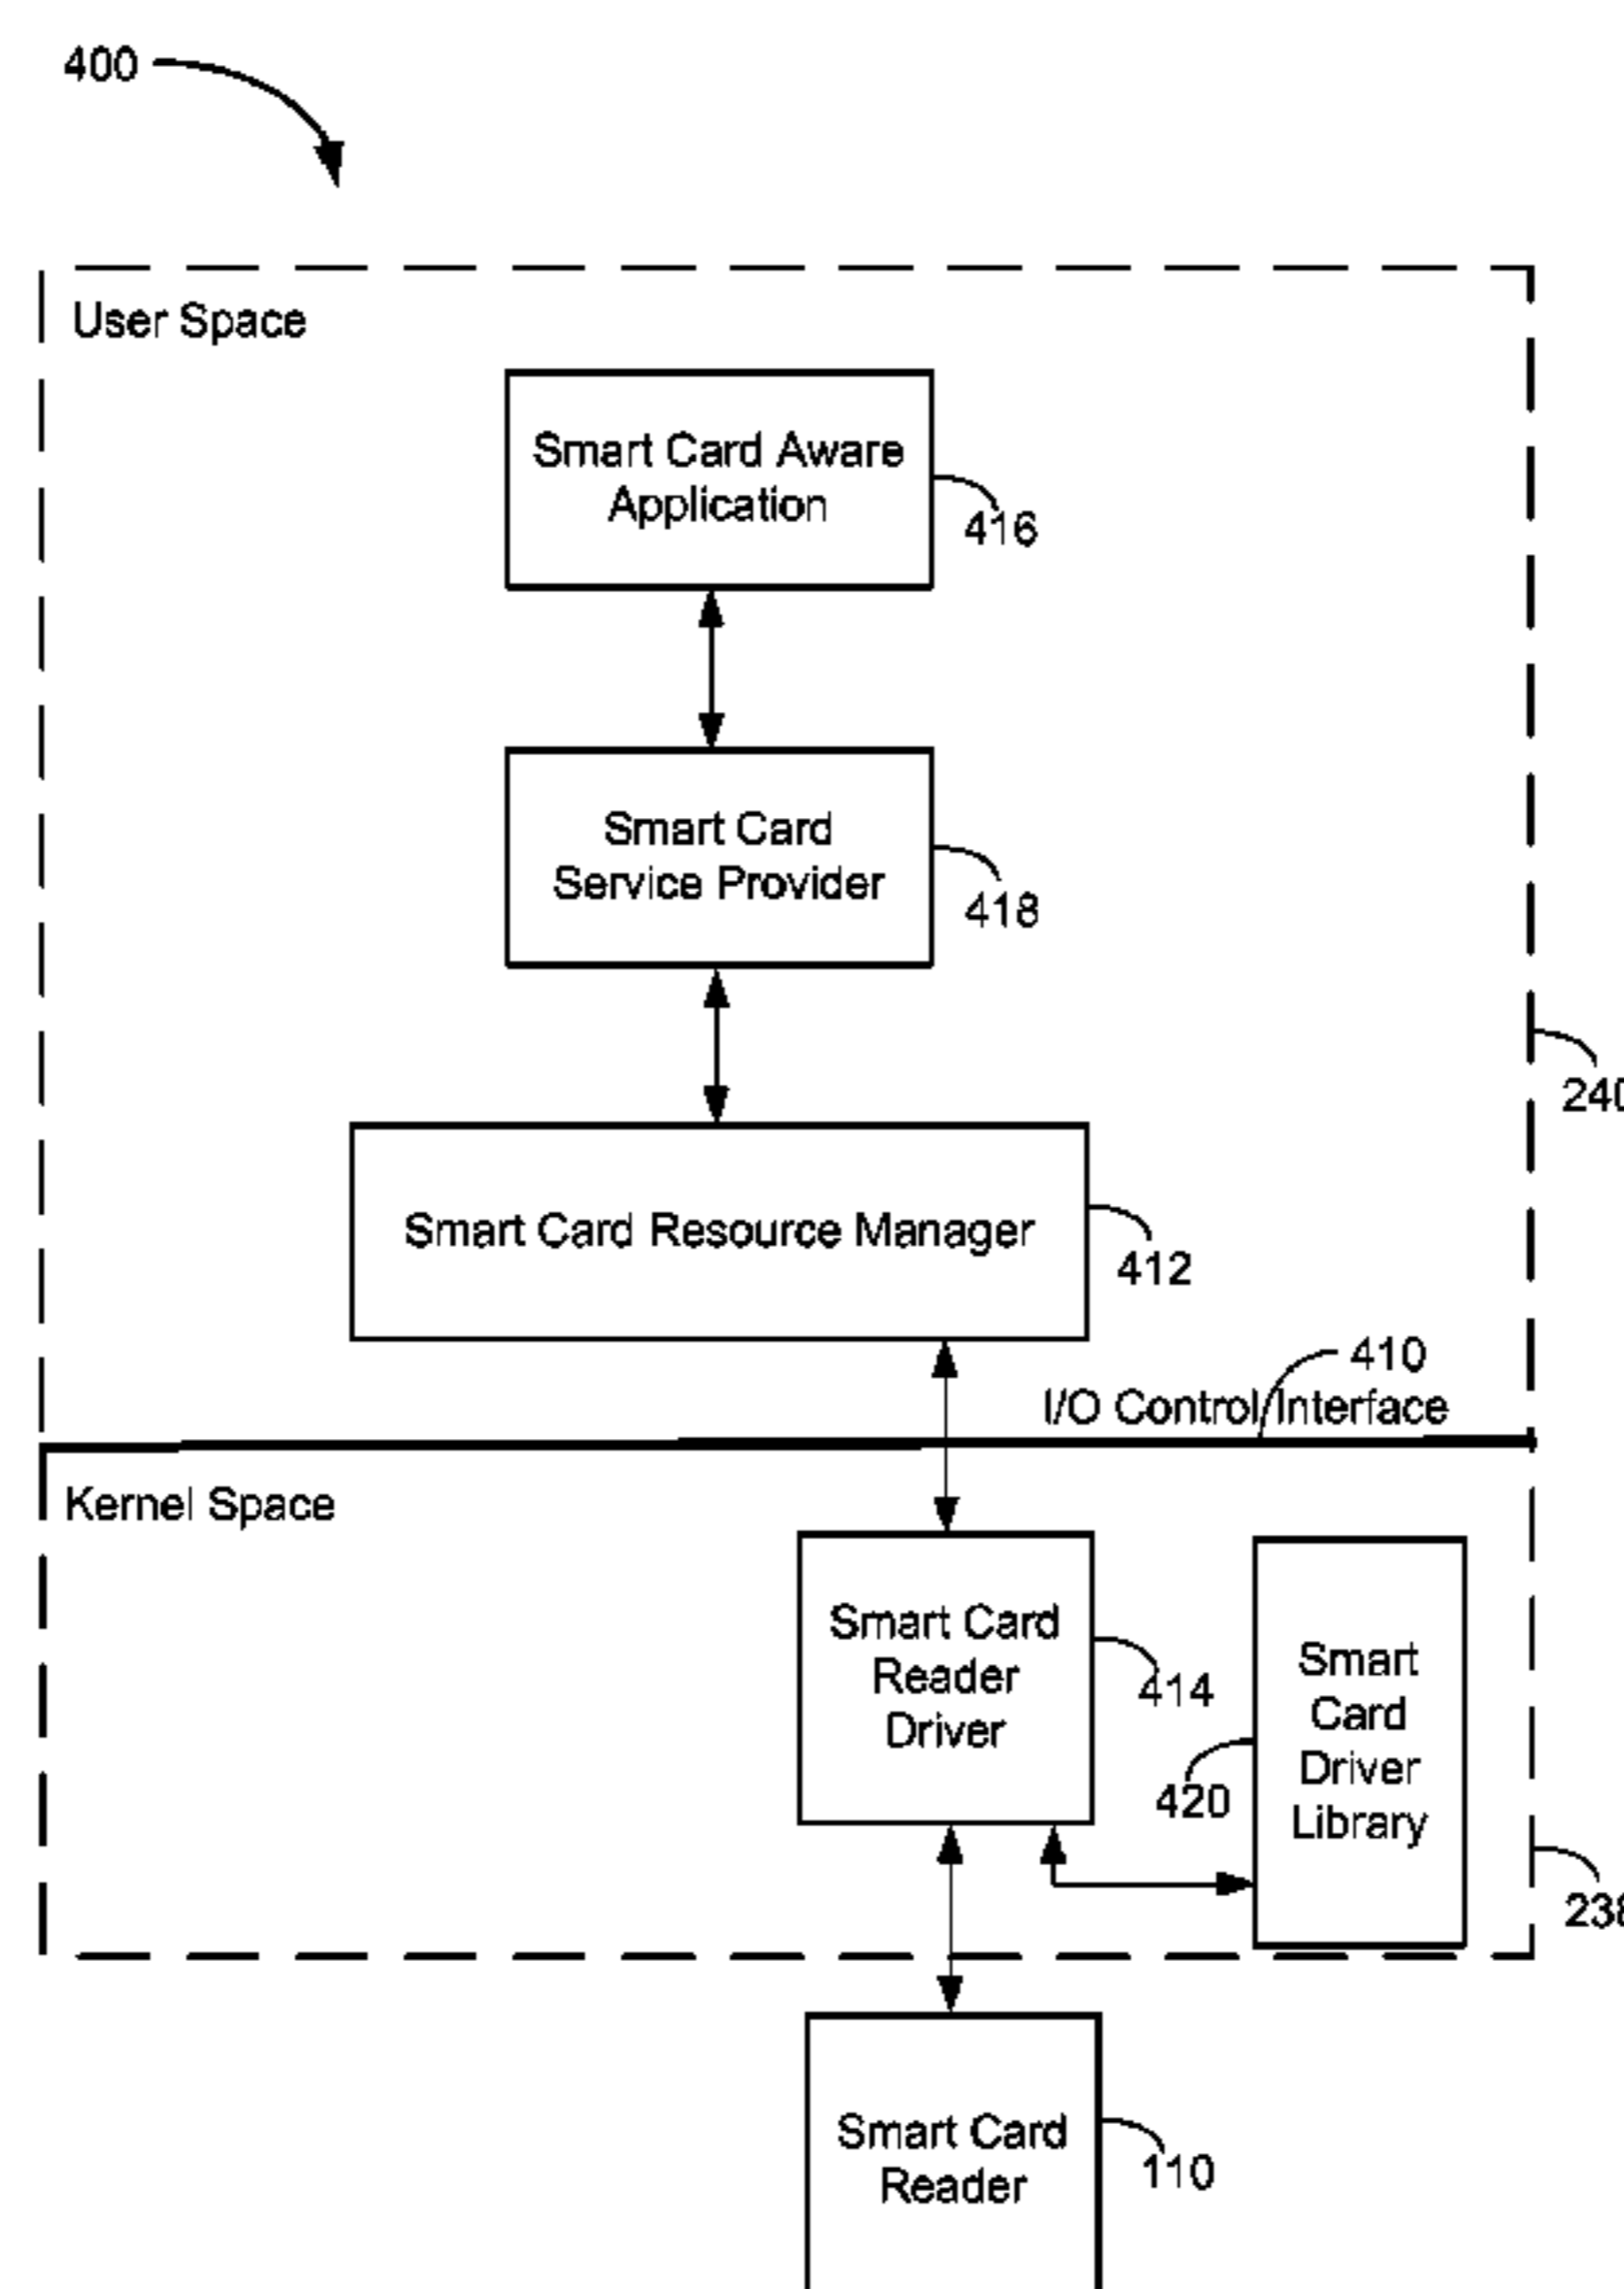 400
User Space
Smart Card Aware
Application
416
Smart Card
Service Provider
418
240
Smart Card Resource Manager
412
410
I/O Control Interface
Kernel Space
Smart Card
Reader
Driver
414
Smart
Card
Driver
Library
420
238
Smart Card
Reader
110